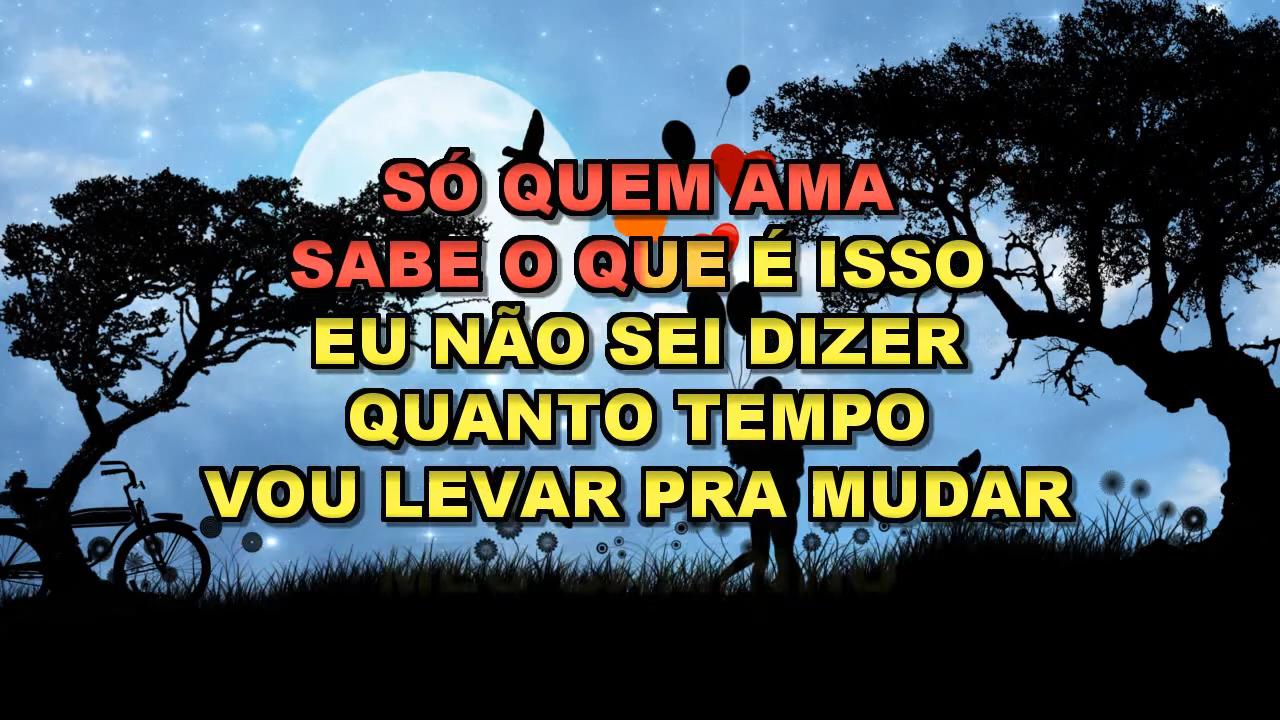 SÓ QUEM AMA
SABE O QUE É ISSO
EU NÃO SEI DIZER
QUANTO TEMPO
VOU LEVAR PRA MUDAR